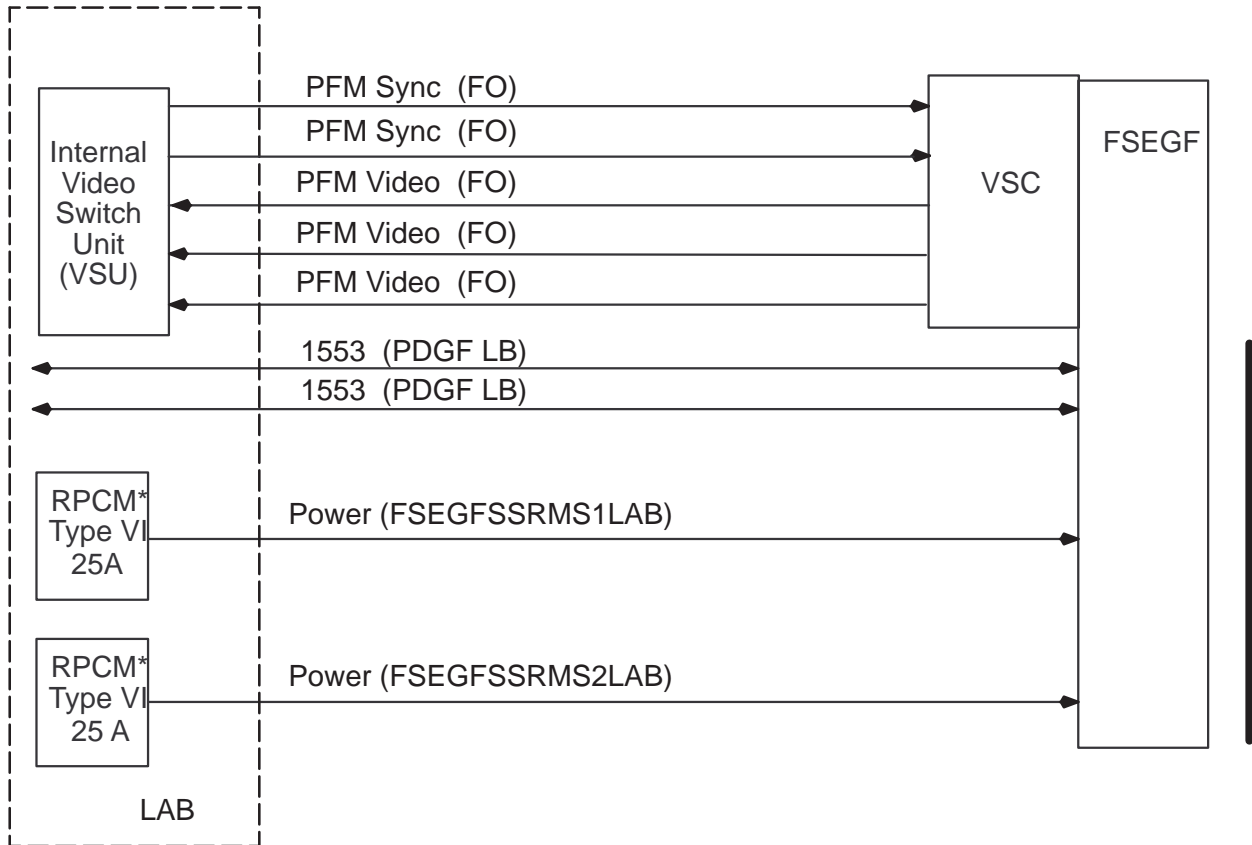 Internal
Video
Switch
Unit
(VSU)
PFM Sync (FO)
PFM Sync (FO)
PFM Video (FO)
PFM Video (FO)
PFM Video (FO)
VSC
FSEGF
1553 (PDGF LB)
1553 (PDGF LB)
RPCM*
Type VI
25A
Power (FSEGFSSRMS1LAB)
RPCM*
Type VI
25 A
Power (FSEGFSSRMS2LAB)
LAB